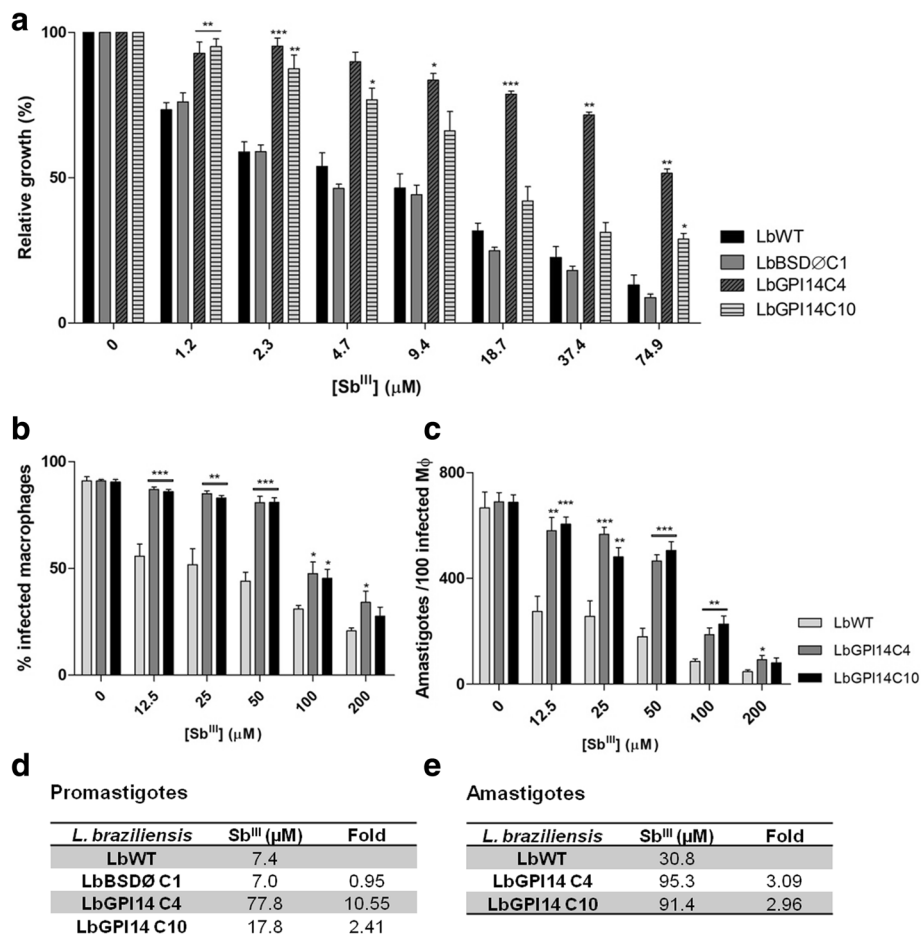 a
Relative growth (%)
100
50
0
** *** ** * * *** ** ** *
0 1.2 2.3 4.7 9.4 18.7 37.4 74.9
[Sb^III] (μM)
LbWT
LbBSDØC1
LbGPI14C4
LbGPI14C10
b
% infected macrophages
100
50
0
*** ** *** * * *
0 12.5 25 50 100 200
[Sb^III] (μM)
c
Amastigotes /100 infected Mϕ
800
400
0
** *** *** ** *** ** *
0 12.5 25 50 100 200
[Sb^III] (μM)
LbWT
LbGPI14C4
LbGPI14C10
d
Promastigotes
L. braziliensis Sb^III (μM) Fold
LbWT 7.4
LbBSDØ C1 7.0 0.95
LbGPI14 C4 77.8 10.55
LbGPI14 C10 17.8 2.41
e
Amastigotes
L. braziliensis Sb^III (μM) Fold
LbWT 30.8
LbGPI14 C4 95.3 3.09
LbGPI14 C10 91.4 2.96